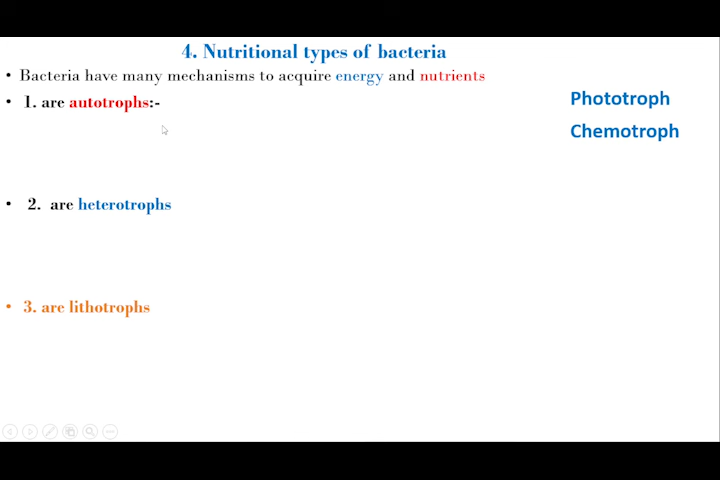 4. Nutritional types of bacteria
• Bacteria have many mechanisms to acquire energy and nutrients
• 1. are autotrophs:-
Phototroph
Chemotroph
• 2. are heterotrophs
• 3. are lithotrophs